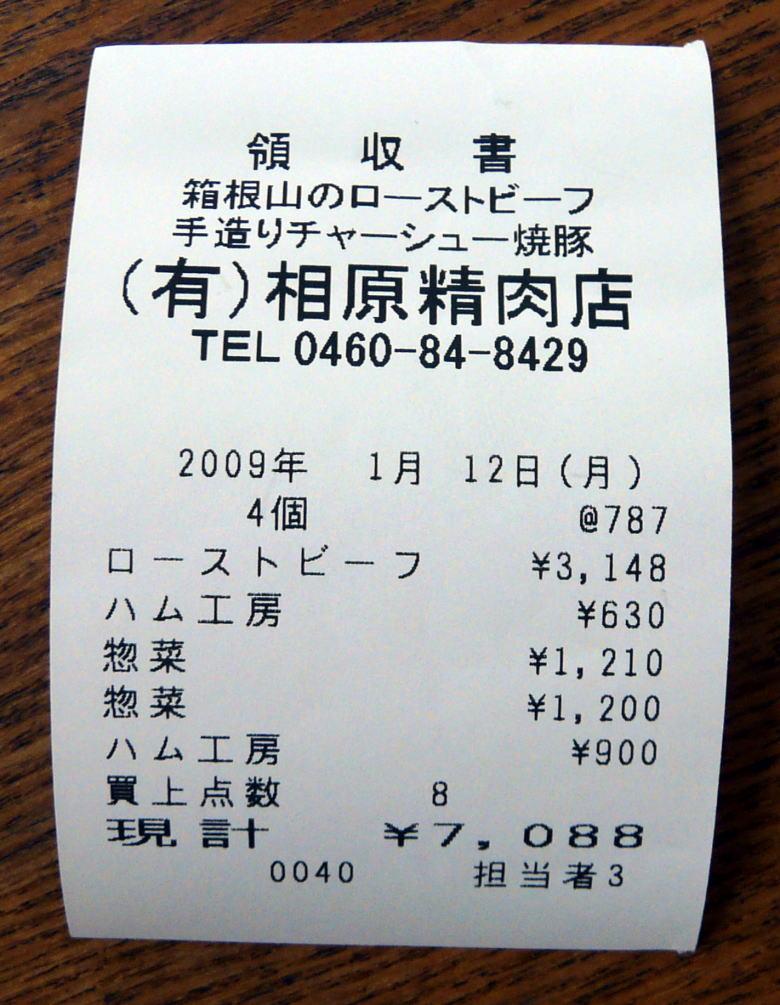 領 収 書
箱根山のローストビーフ
手造りチャーシュー焼豚
(有)相原精肉店
TEL 0460-84-8429
2009年 1月 12日(月)
4個 @787
ローストビーフ ¥3,148
ハム工房 ¥630
惣菜 ¥1,210
惣菜 ¥1,200
ハム工房 ¥900
買上点数 8
現計 ¥7,088
0040 担当者3